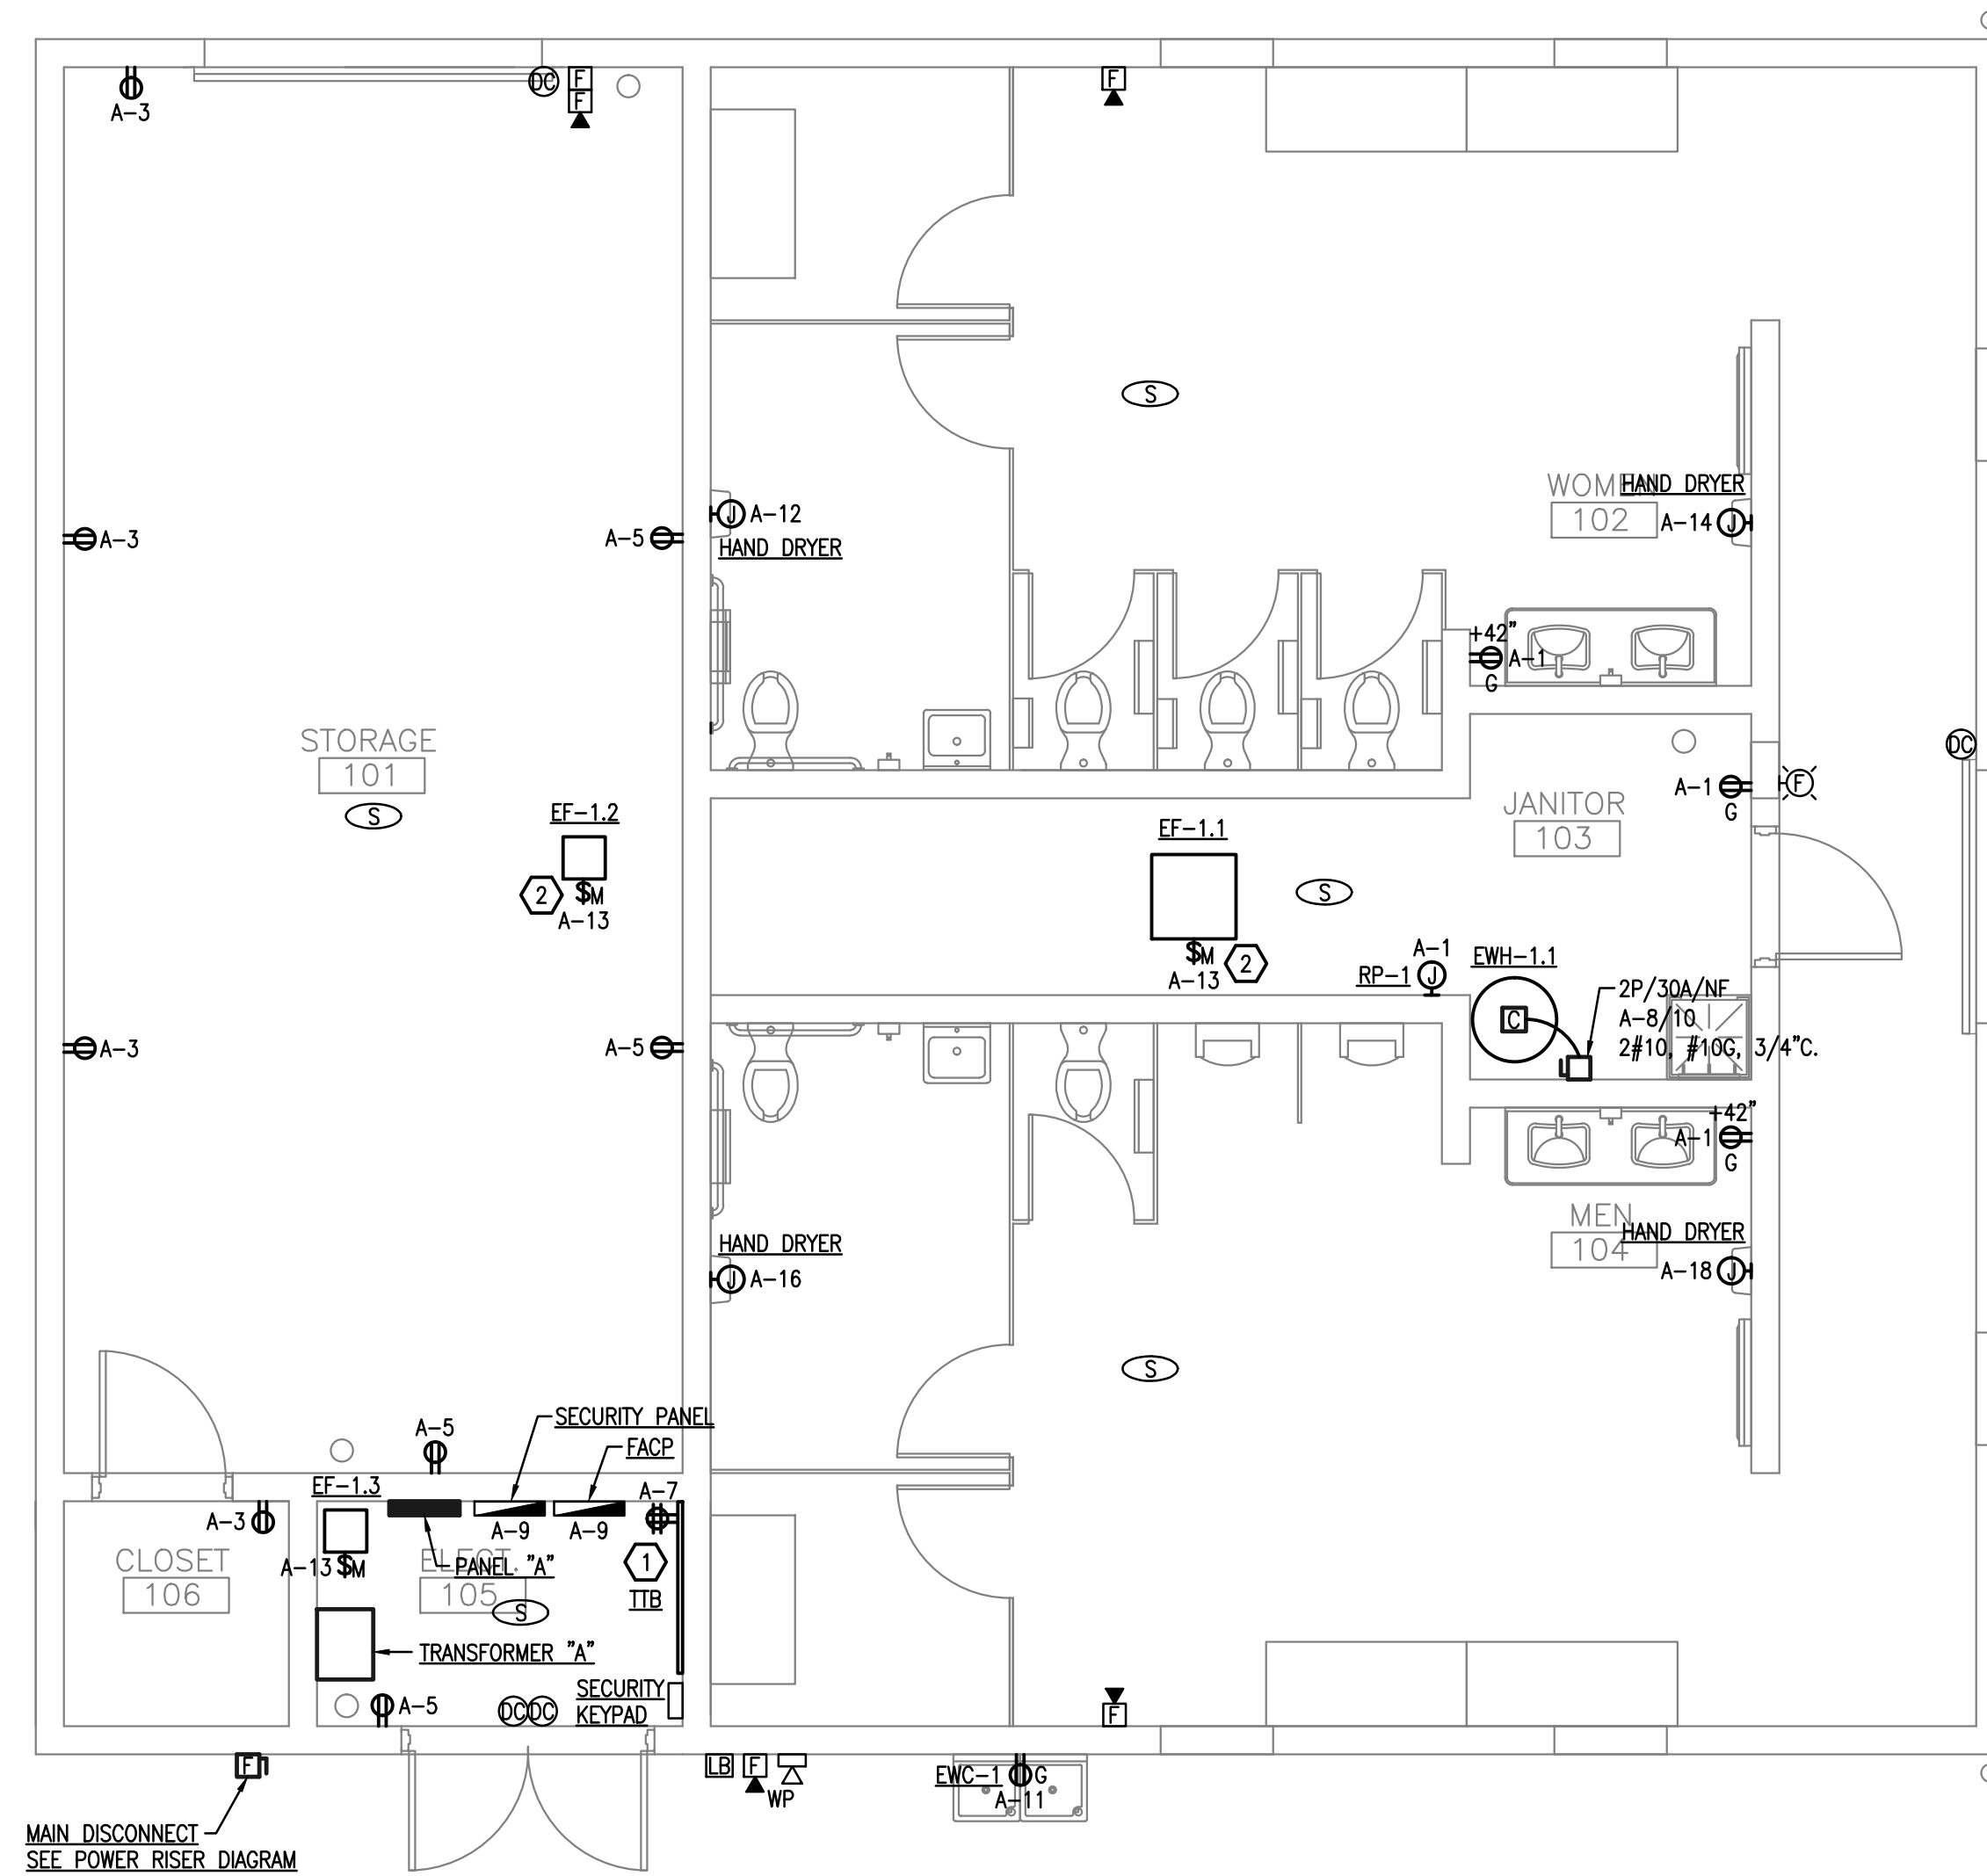 DC
F
F
F
A-3
S
WOMEN
HAND DRYER
102
A-3
A-5
J
A-12
A-14
J
HAND DRYER
+42"
A-1
G
STORAGE
101
S
DC
A-1
F
G
JANITOR
103
EF-1.2
2
$M
A-13
EF-1.1
S
$M
2
A-13
A-1
RP-1
J
EWH-1.1
C
2P/30A/NF
A-8/10
2#10, #10G, 3/4"C.
A-3
A-5
+42"
A-1
G
MEN
HAND DRYER
104
HAND DRYER
J
A-16
A-18
J
S
A-5
SECURITY PANEL
FACP
EF-1.3
A-7
A-3
A-9
A-9
CLOSET
106
A-13
$M
ELECT.
PANEL "A"
105
1
TTB
S
TRANSFORMER "A"
A-5
DC
DC
SECURITY
KEYPAD
F
F
LB
F
WP
EWC-1
G
A-11
MAIN DISCONNECT
SEE POWER RISER DIAGRAM